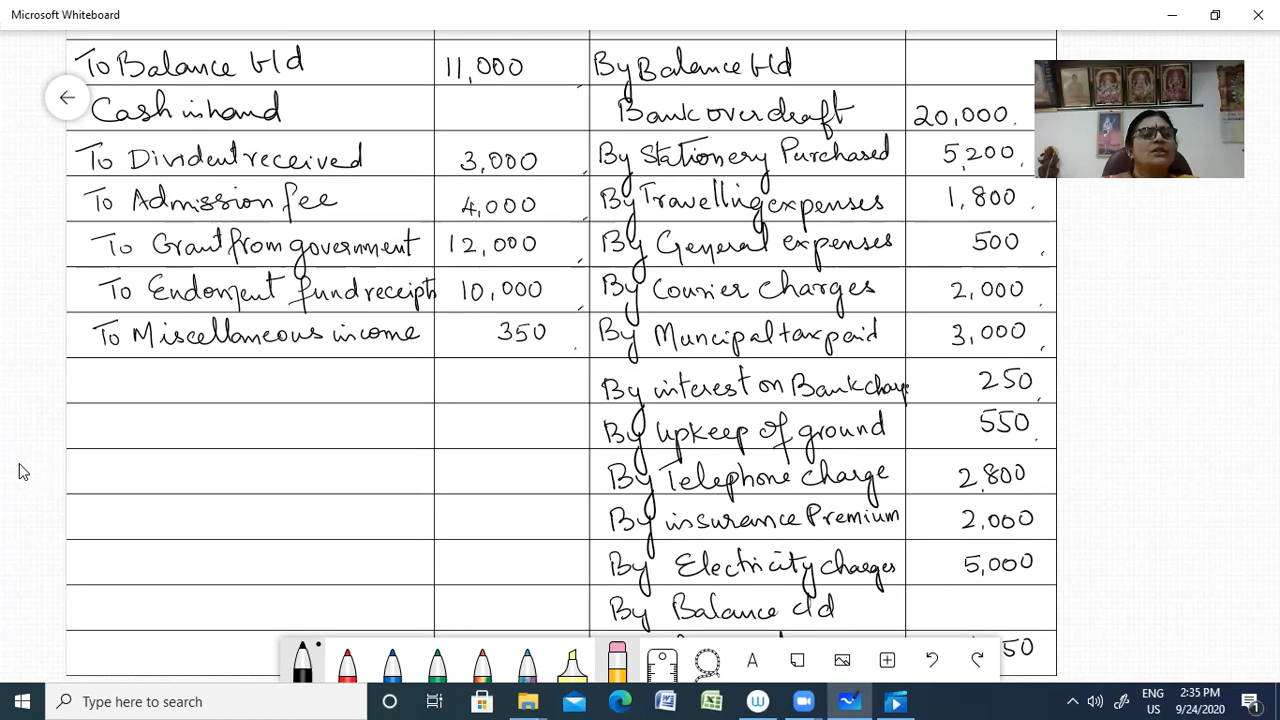 Microsoft Whiteboard
To Balance b/d 11,000 By Balance b/d
Cash in hand Bank overdraft 20,000
To Divident received 3,000 By Stationery Purchased 5,200
To Admission fee 4,000 By Travelling expenses 1,800
To Grant from government 12,000 By General expenses 500
To Endowment fund receipts 10,000 By Courier charges 2,000
To Miscellaneous income 350 By Muncipal tax paid 3,000
By interest on Bank charge 250
By upkeep of ground 550
By Telephone charge 2,800
By insurance Premium 2,000
By Electricity charges 5,000
By Balance c/d
50
Type here to search
ENG
US
2:35 PM
9/24/2020